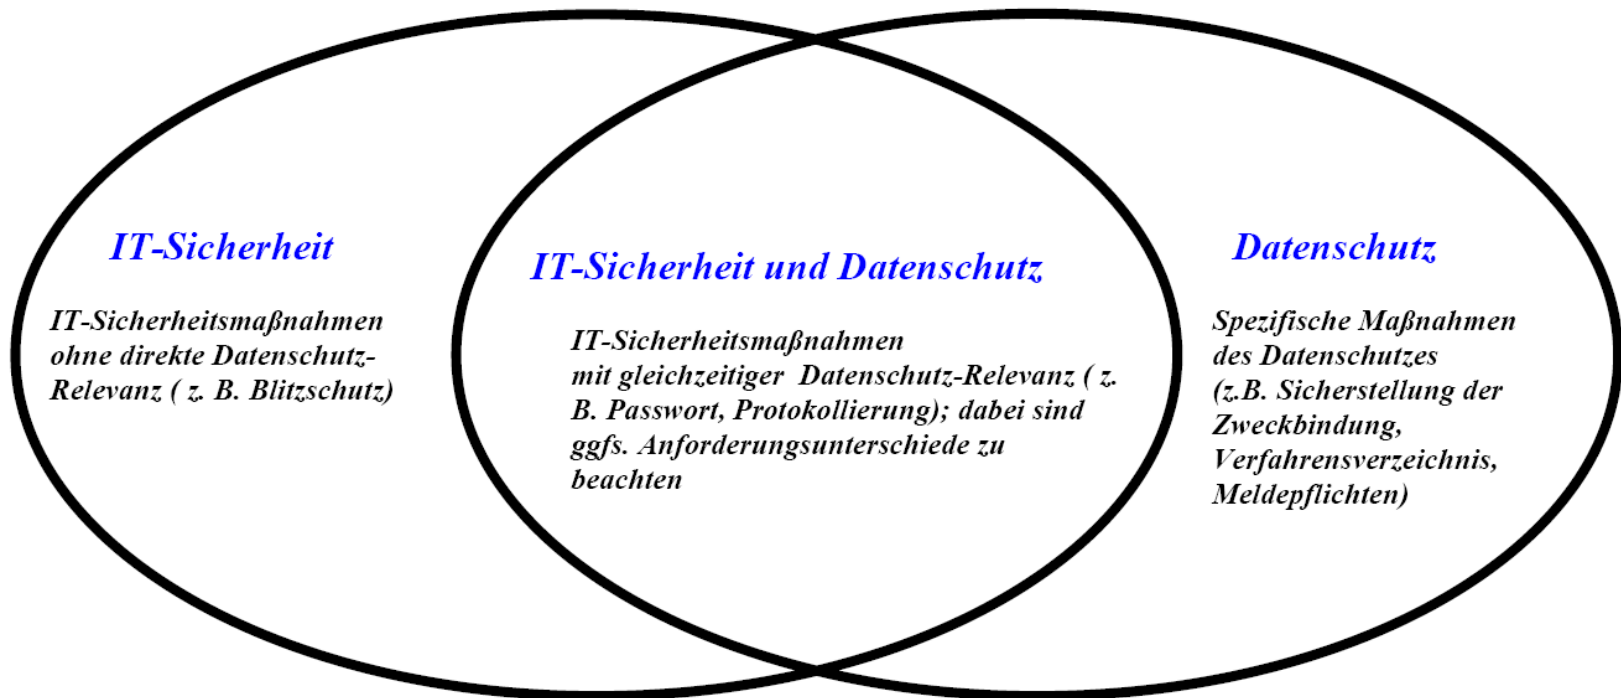 IT-Sicherheit
IT-Sicherheitsmaßnahmen
ohne direkte Datenschutz-
Relevanz ( z. B. Blitzschutz)
IT-Sicherheit und Datenschutz
IT-Sicherheitsmaßnahmen
mit gleichzeitiger Datenschutz-Relevanz ( z.
B. Passwort, Protokollierung); dabei sind
ggfs. Anforderungsunterschiede zu
beachten
Datenschutz
Spezifische Maßnahmen
des Datenschutzes
(z.B. Sicherstellung der
Zweckbindung,
Verfahrensverzeichnis,
Meldepflichten)